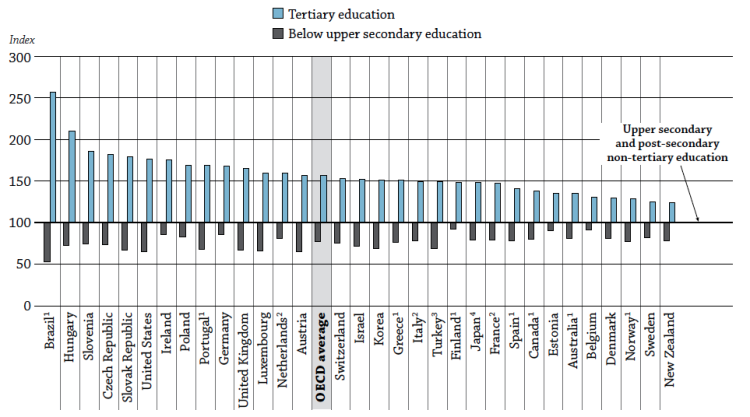 Tertiary education
Below upper secondary education
Index
300
250
200
150
100
50
0
Upper secondary
and post-secondary
non-tertiary education
Brazil¹
Hungary
Slovenia
Czech Republic
Slovak Republic
United States
Ireland
Poland
Portugal¹
Germany
United Kingdom
Luxembourg
Netherlands²
Austria
OECD average
Switzerland
Israel
Korea
Greece¹
Italy²
Turkey³
Finland¹
Japan⁴
France²
Spain¹
Canada¹
Estonia
Australia¹
Belgium
Denmark
Norway¹
Sweden
New Zealand